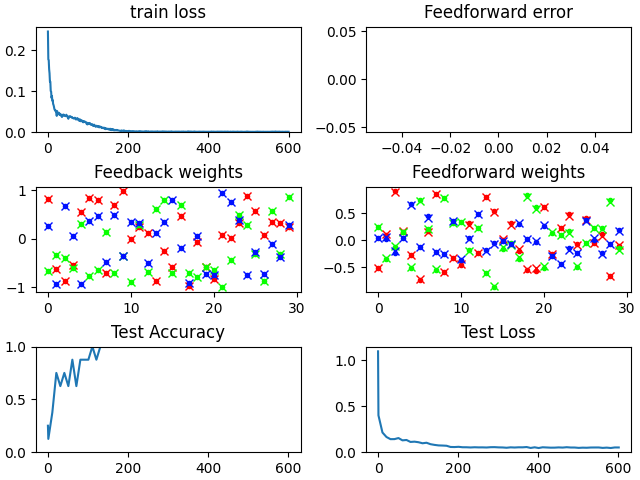 train loss
0.2
0.1
0.0
0 200 400 600
Feedforward error
0.05
0.00
−0.05
−0.04 −0.02 0.00 0.02 0.04
Feedback weights
1
0
−1
0 10 20 30
Feedforward weights
0.5
0.0
−0.5
0 10 20 30
Test Accuracy
1.0
0.5
0.0
0 200 400 600
Test Loss
1.0
0.5
0.0
0 200 400 600